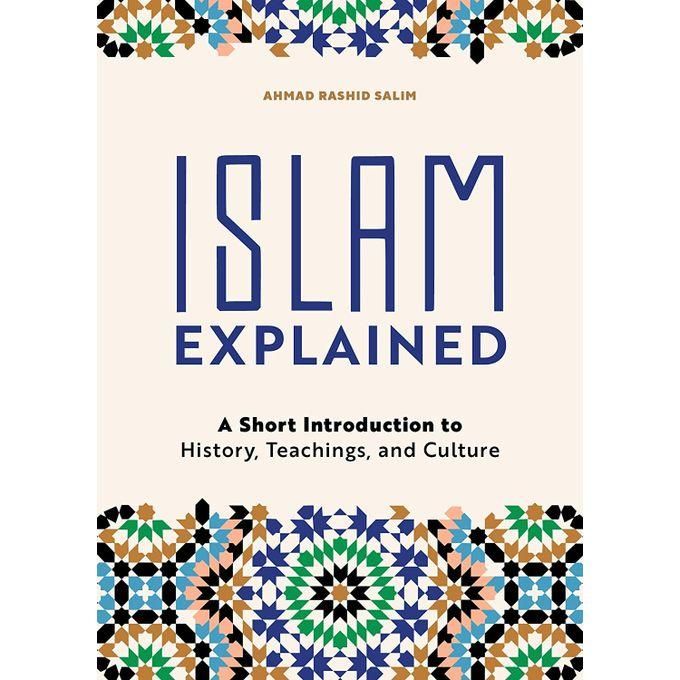 AHMAD RASHID SALIM
ISLAM
EXPLAINED
A Short Introduction to
History, Teachings, and Culture